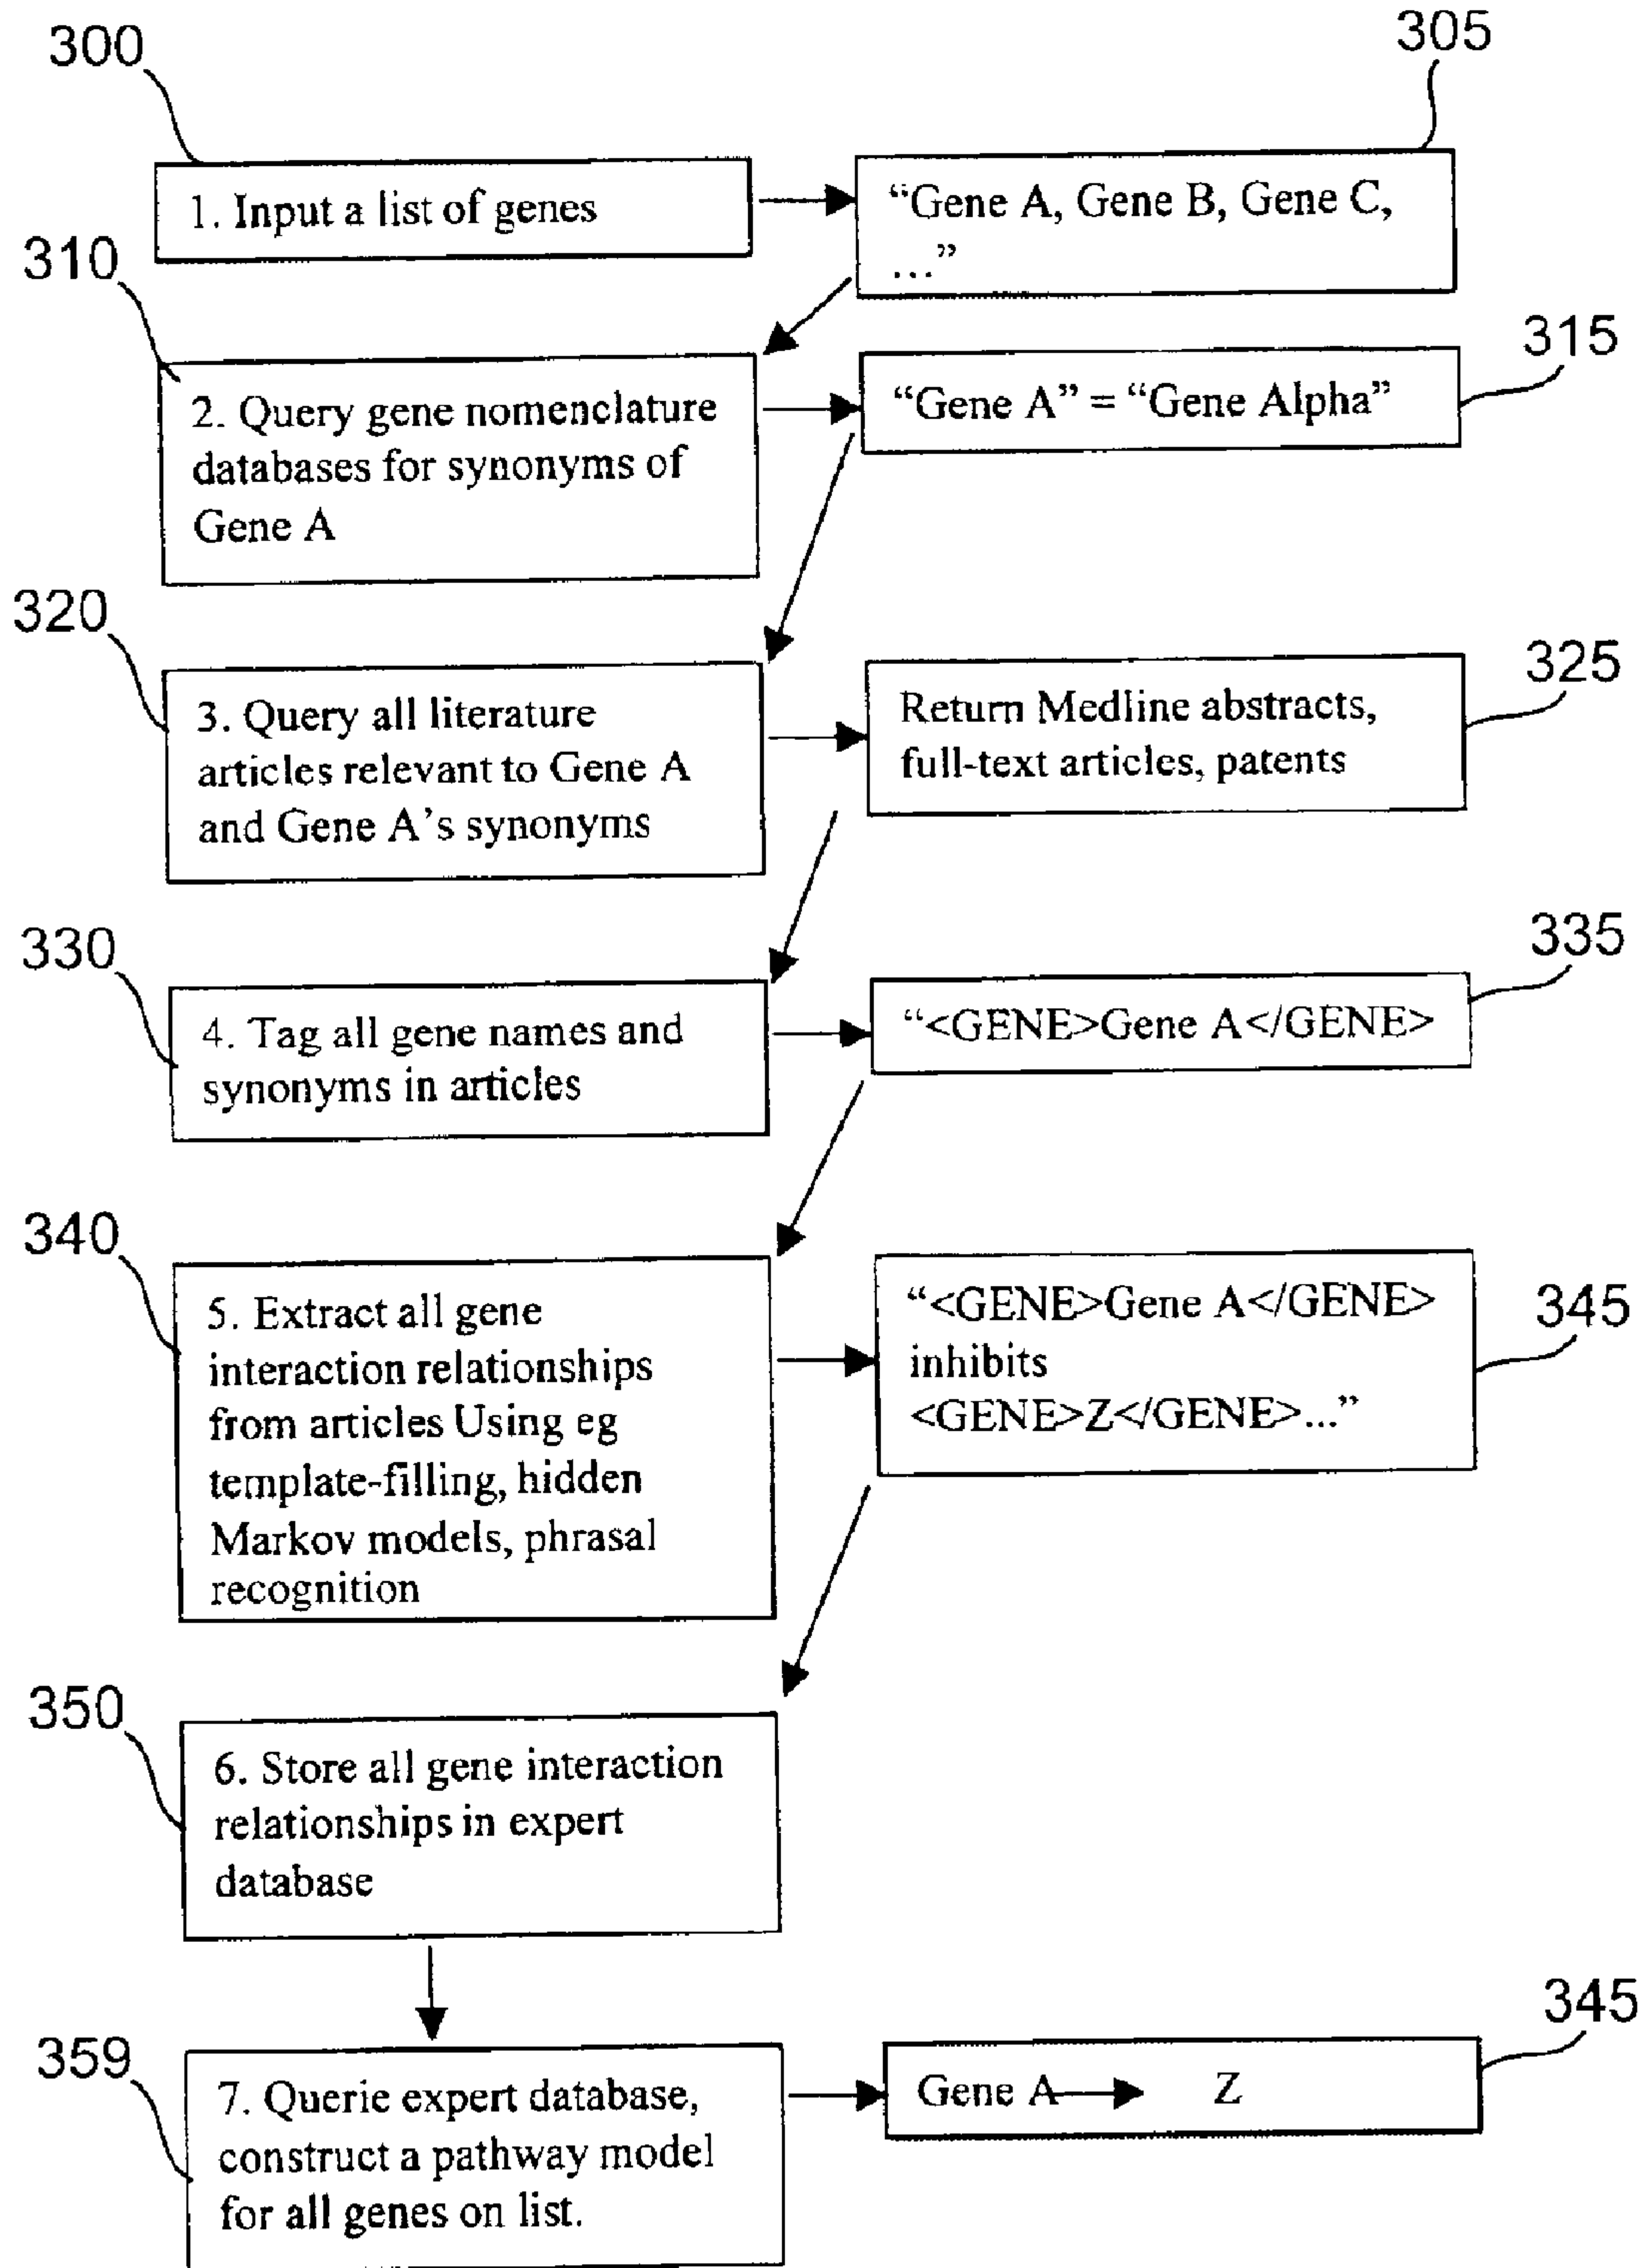 300
305
1. Input a list of genes
“Gene A, Gene B, Gene C,
…”
310
315
2. Query gene nomenclature
databases for synonyms of
Gene A
“Gene A” = “Gene Alpha”
320
325
3. Query all literature
articles relevant to Gene A
and Gene A’s synonyms
Return Medline abstracts,
full-text articles, patents
330
335
4. Tag all gene names and
synonyms in articles
“<GENE>Gene A</GENE>
340
345
5. Extract all gene
interaction relationships
from articles Using eg
template-filling, hidden
Markov models, phrasal
recognition
“<GENE>Gene A</GENE>
inhibits
<GENE>Z</GENE>...”
350
6. Store all gene interaction
relationships in expert
database
359
345
7. Querie expert database,
construct a pathway model
for all genes on list.
Gene A Z